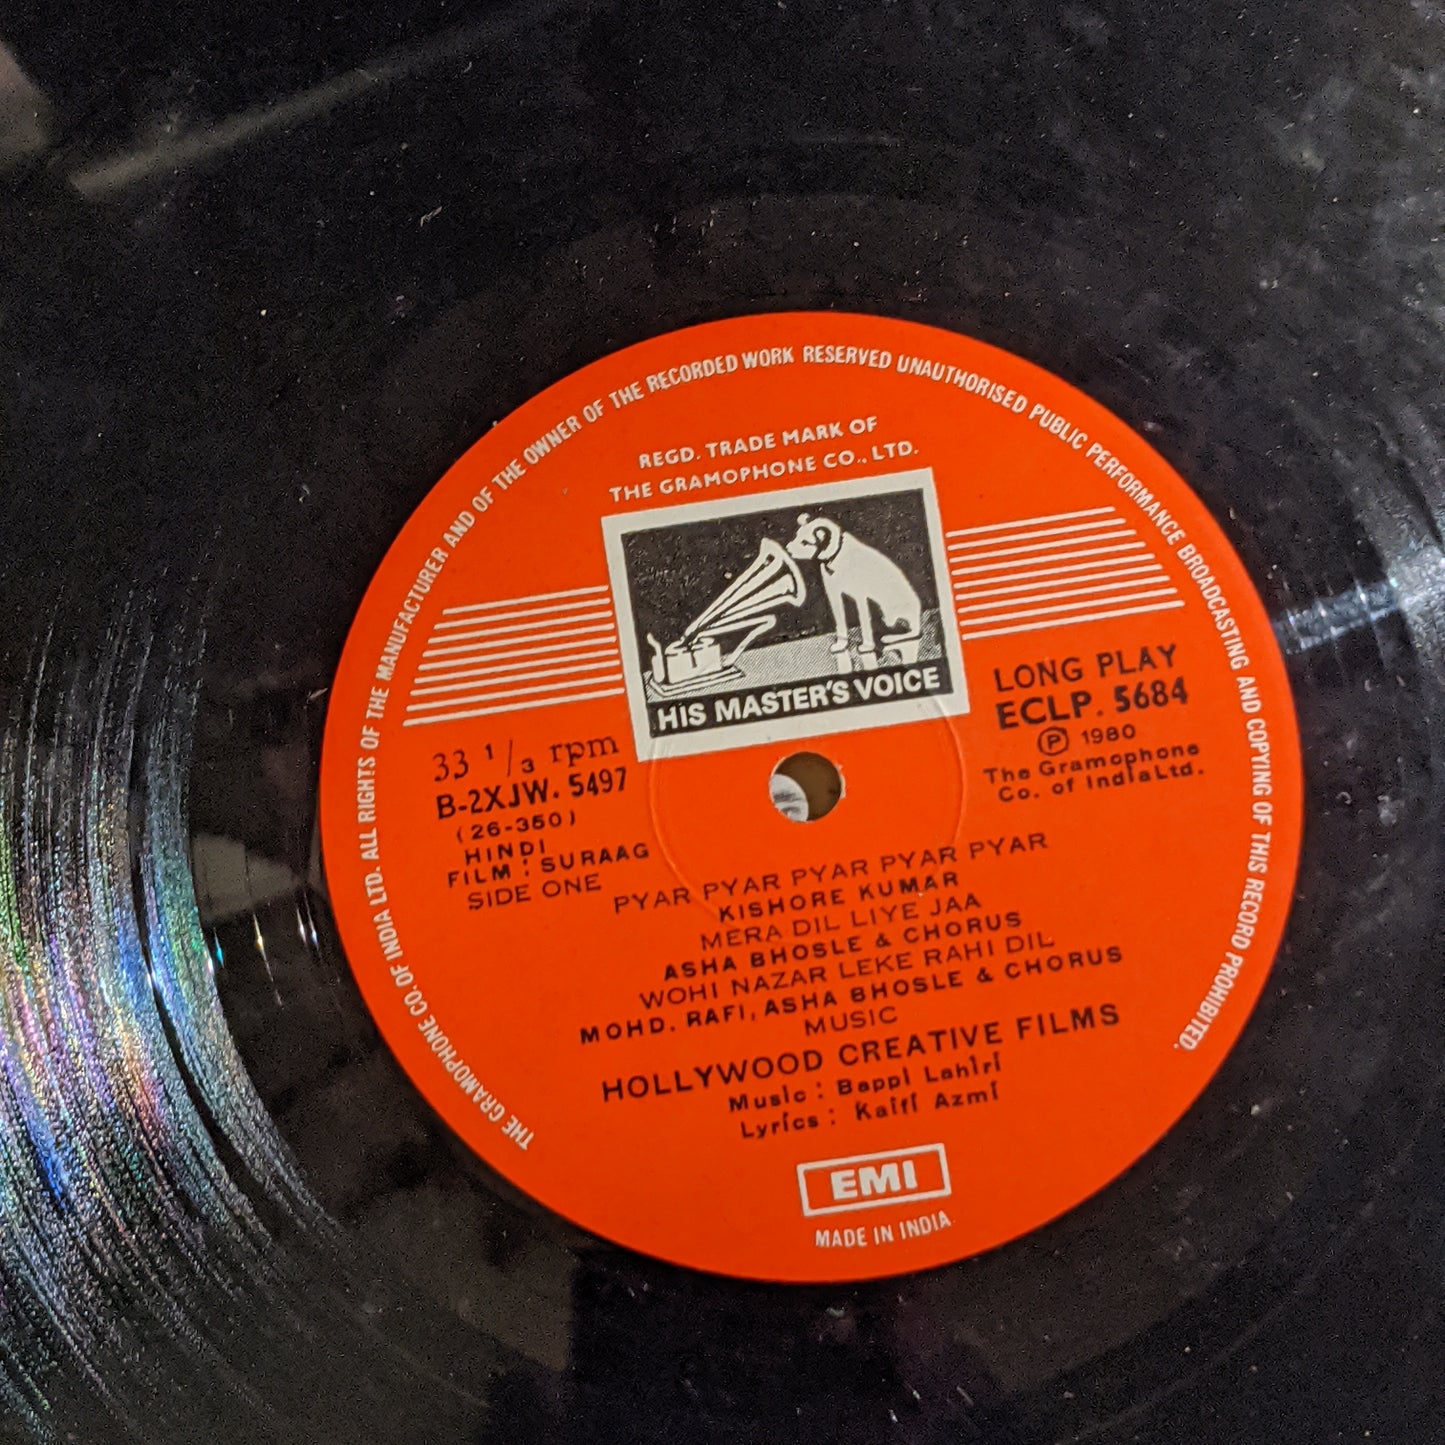 THE GRAMOPHONE CO. OF INDIA LTD. ALL RIGHTS OF THE MANUFACTURER AND OF THE OWNER OF THE RECORDED WORK RESERVED UNAUTHORISED PUBLIC PERFORMANCE BROADCASTING AND COPYING OF THIS RECORD PROHIBITED.
REGD. TRADE MARK OF
THE GRAMOPHONE CO., LTD.
HIS MASTER'S VOICE
33 1/3 rpm
B-2XJW. 5497
(26-350)
HINDI
FILM : SURAAG
SIDE ONE
LONG PLAY
ECLP. 5684
Ⓟ 1980
The Gramophone
Co. of India Ltd.
PYAR PYAR PYAR PYAR PYAR
KISHORE KUMAR
MERA DIL LIYE JAA
ASHA BHOSLE & CHORUS
WOHI NAZAR LEKE RAHI DIL
MOHD. RAFI, ASHA BHOSLE & CHORUS
MUSIC
HOLLYWOOD CREATIVE FILMS
Music : Bappi Lahiri
Lyrics : Kaifi Azmi
EMI
MADE IN INDIA